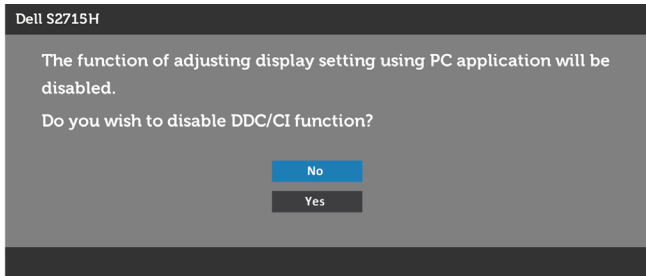 Dell S2715H
The function of adjusting display setting using PC application will be
disabled.
Do you wish to disable DDC/CI function?
No
Yes